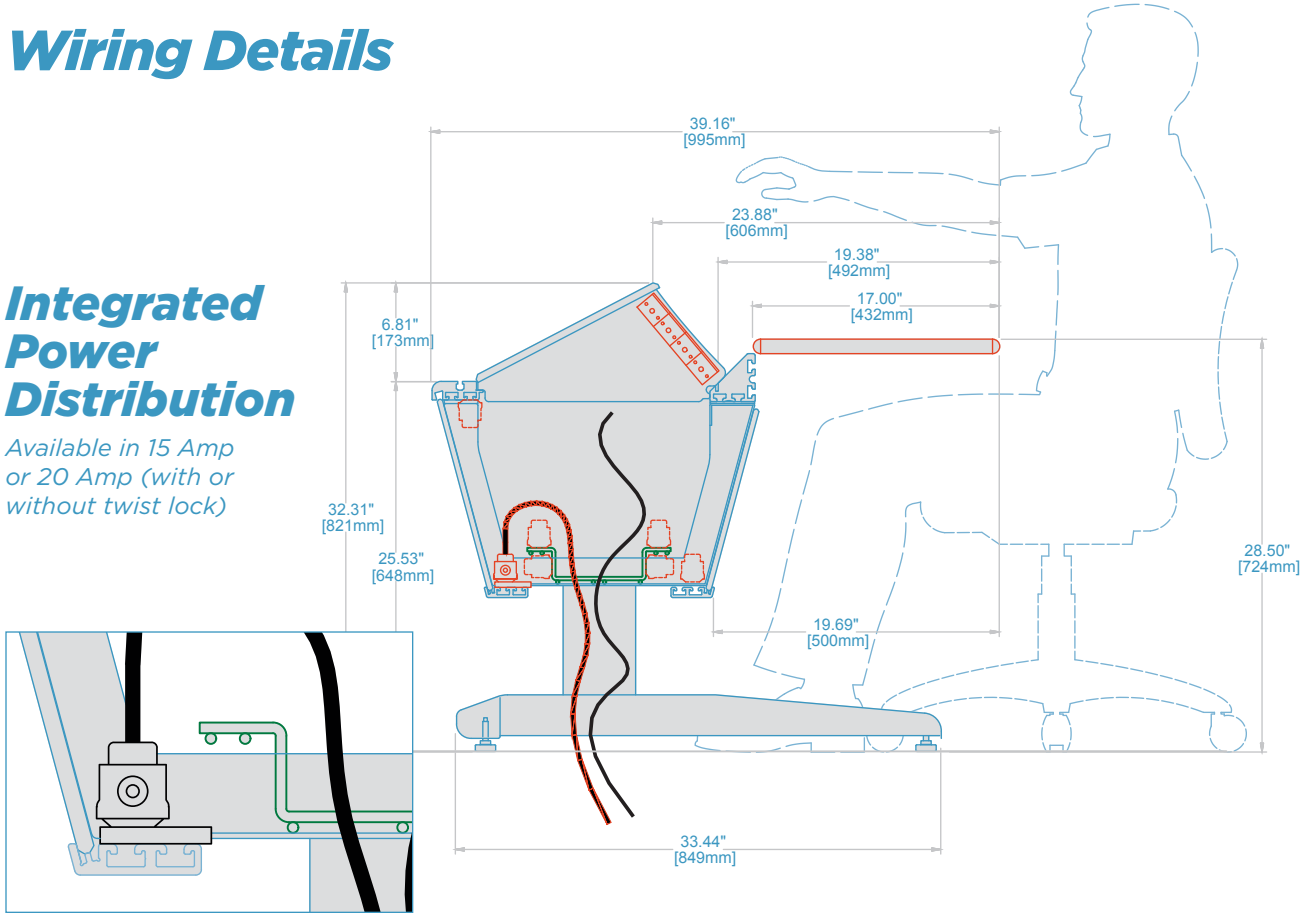 Wiring Details
39.16"
[995mm]
23.88"
[606mm]
19.38"
[492mm]
17.00"
[432mm]
Integrated
Power
Distribution
Available in 15 Amp
or 20 Amp (with or
without twist lock)
6.81"
[173mm]
32.31"
[821mm]
25.53"
[648mm]
28.50"
[724mm]
19.69"
[500mm]
33.44"
[849mm]